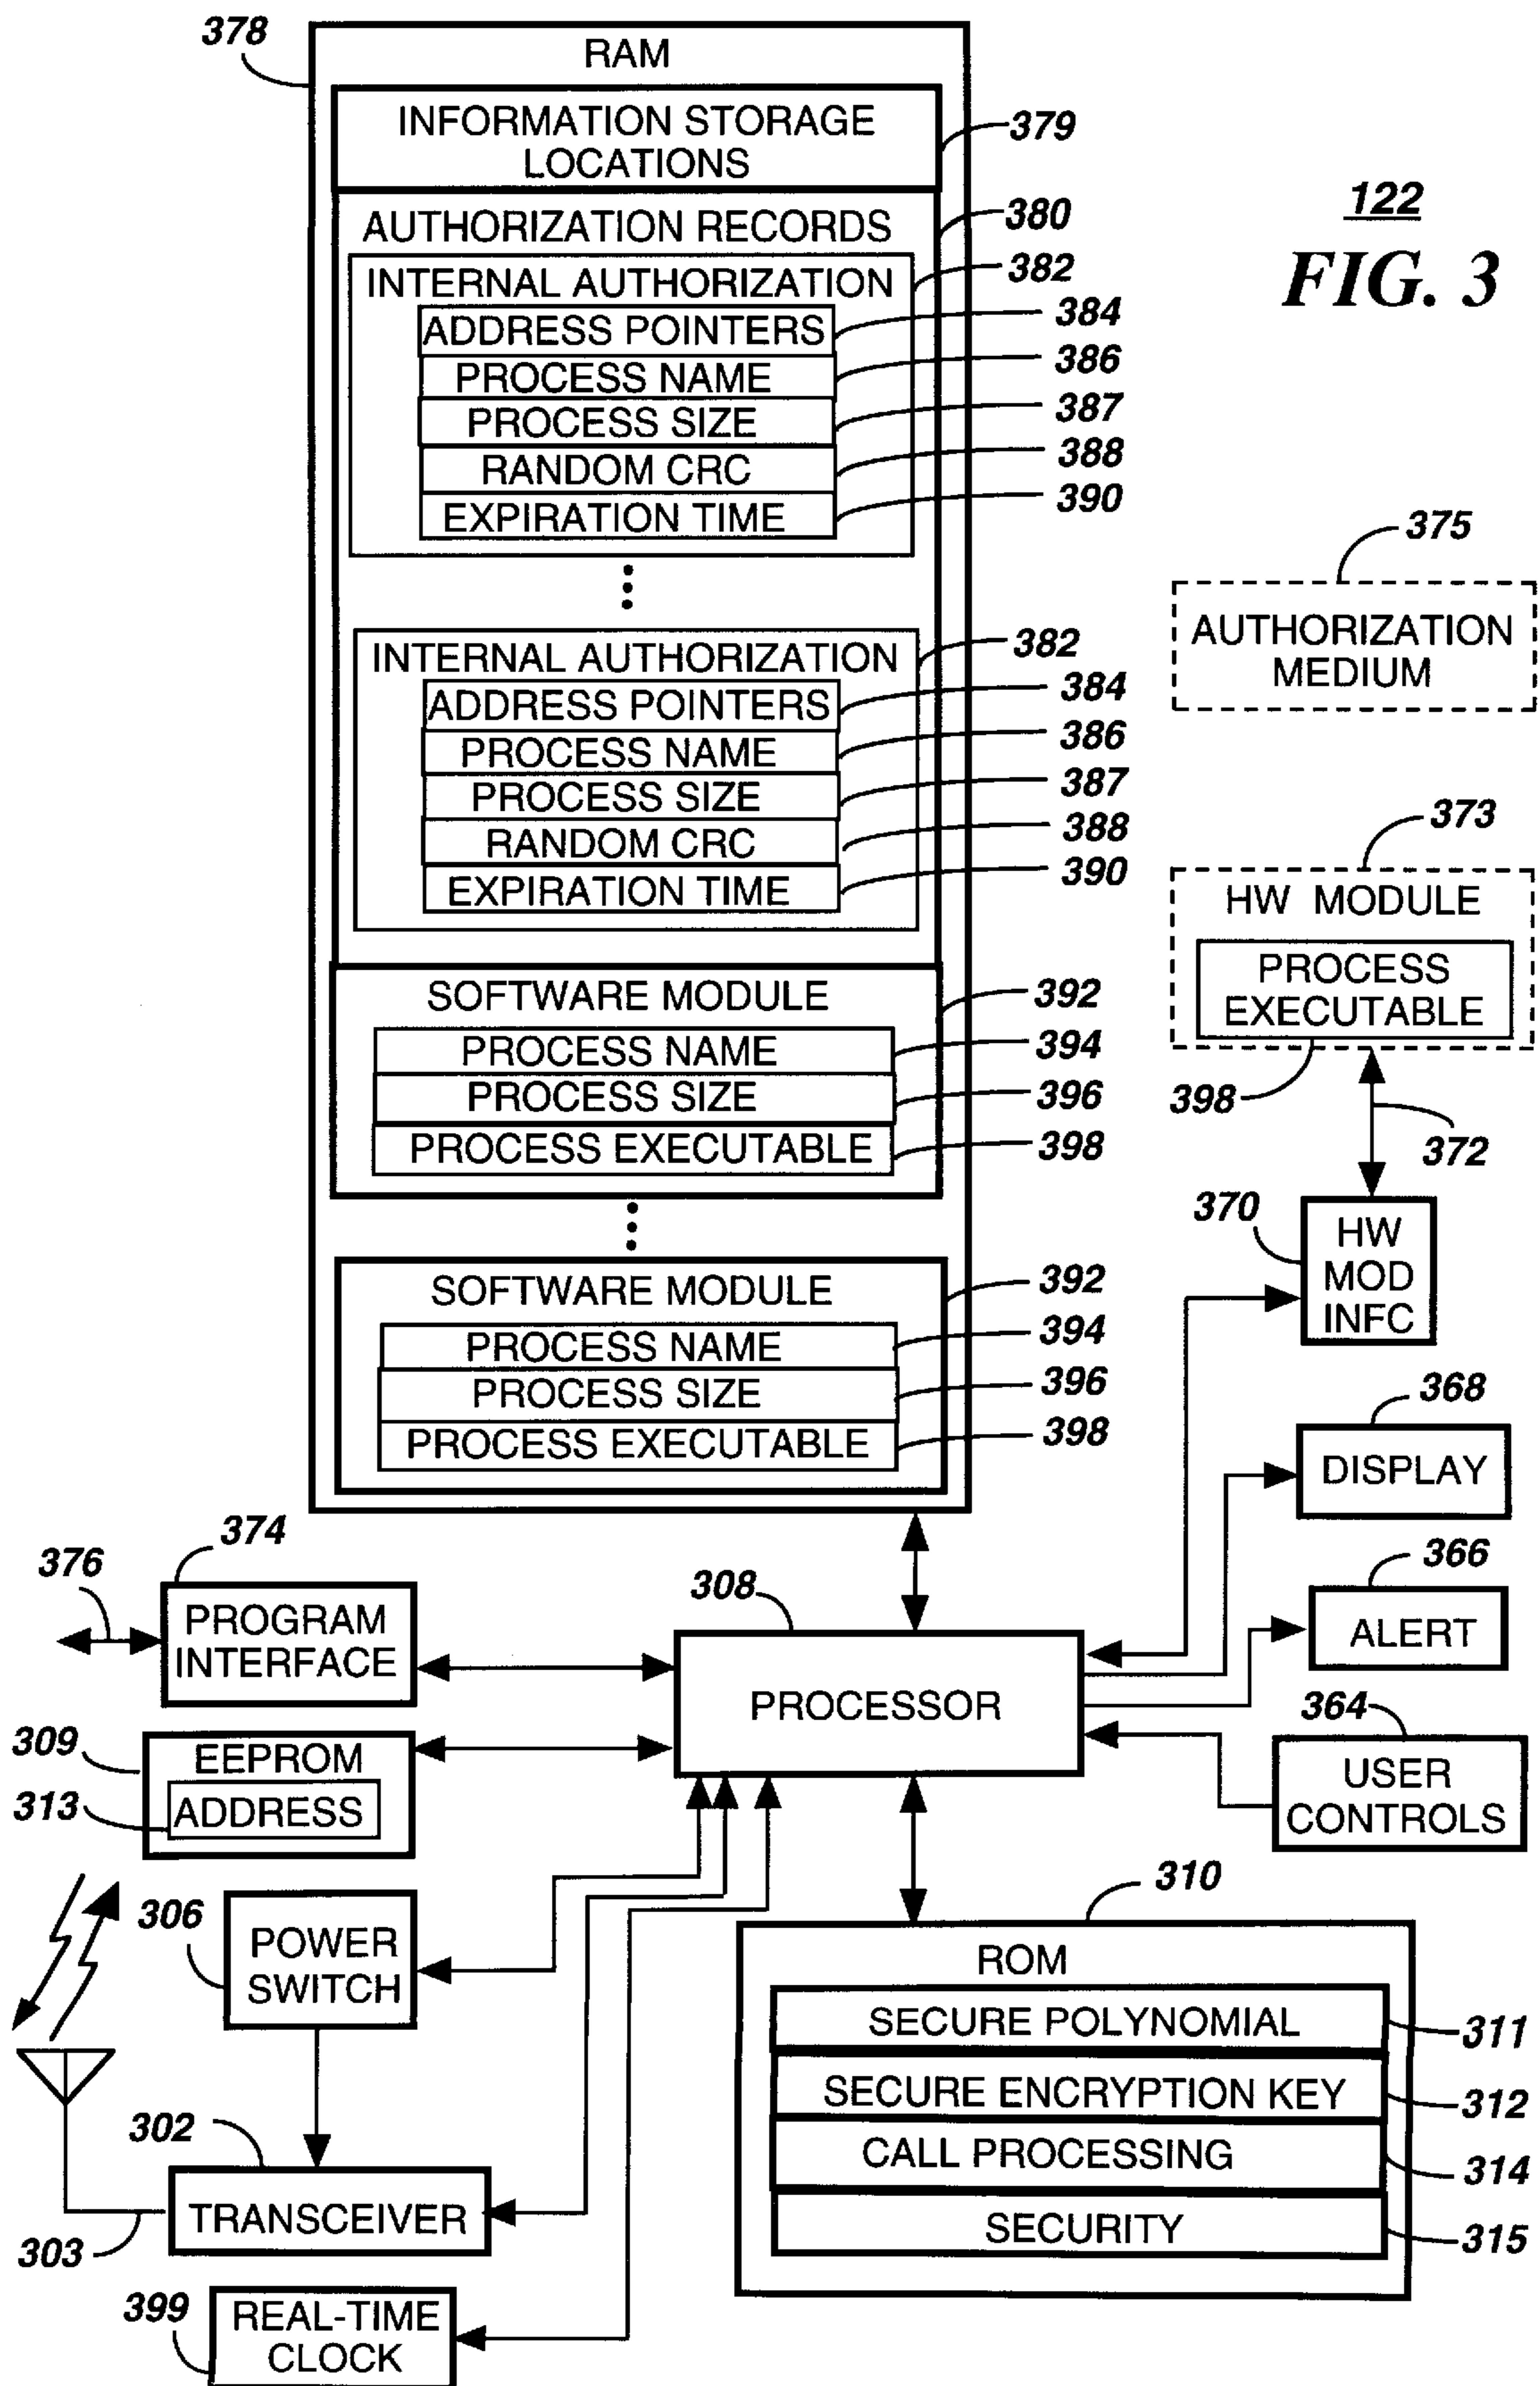 378
RAM
INFORMATION STORAGE
LOCATIONS
379
122
FIG. 3
AUTHORIZATION RECORDS
380
INTERNAL AUTHORIZATION
382
ADDRESS POINTERS
384
PROCESS NAME
386
PROCESS SIZE
387
RANDOM CRC
388
EXPIRATION TIME
390
375
AUTHORIZATION
MEDIUM
INTERNAL AUTHORIZATION
382
ADDRESS POINTERS
384
PROCESS NAME
386
PROCESS SIZE
387
RANDOM CRC
388
EXPIRATION TIME
390
373
HW MODULE
PROCESS
EXECUTABLE
398
372
SOFTWARE MODULE
392
PROCESS NAME
394
PROCESS SIZE
396
PROCESS EXECUTABLE
398
370
HW
MOD
INFC
SOFTWARE MODULE
392
PROCESS NAME
394
PROCESS SIZE
396
PROCESS EXECUTABLE
398
368
DISPLAY
374
376
PROGRAM
INTERFACE
308
PROCESSOR
366
ALERT
364
USER
CONTROLS
309
EEPROM
313
ADDRESS
306
POWER
SWITCH
310
ROM
SECURE POLYNOMIAL
311
SECURE ENCRYPTION KEY
312
CALL PROCESSING
314
SECURITY
315
302
TRANSCEIVER
303
399
REAL-TIME
CLOCK